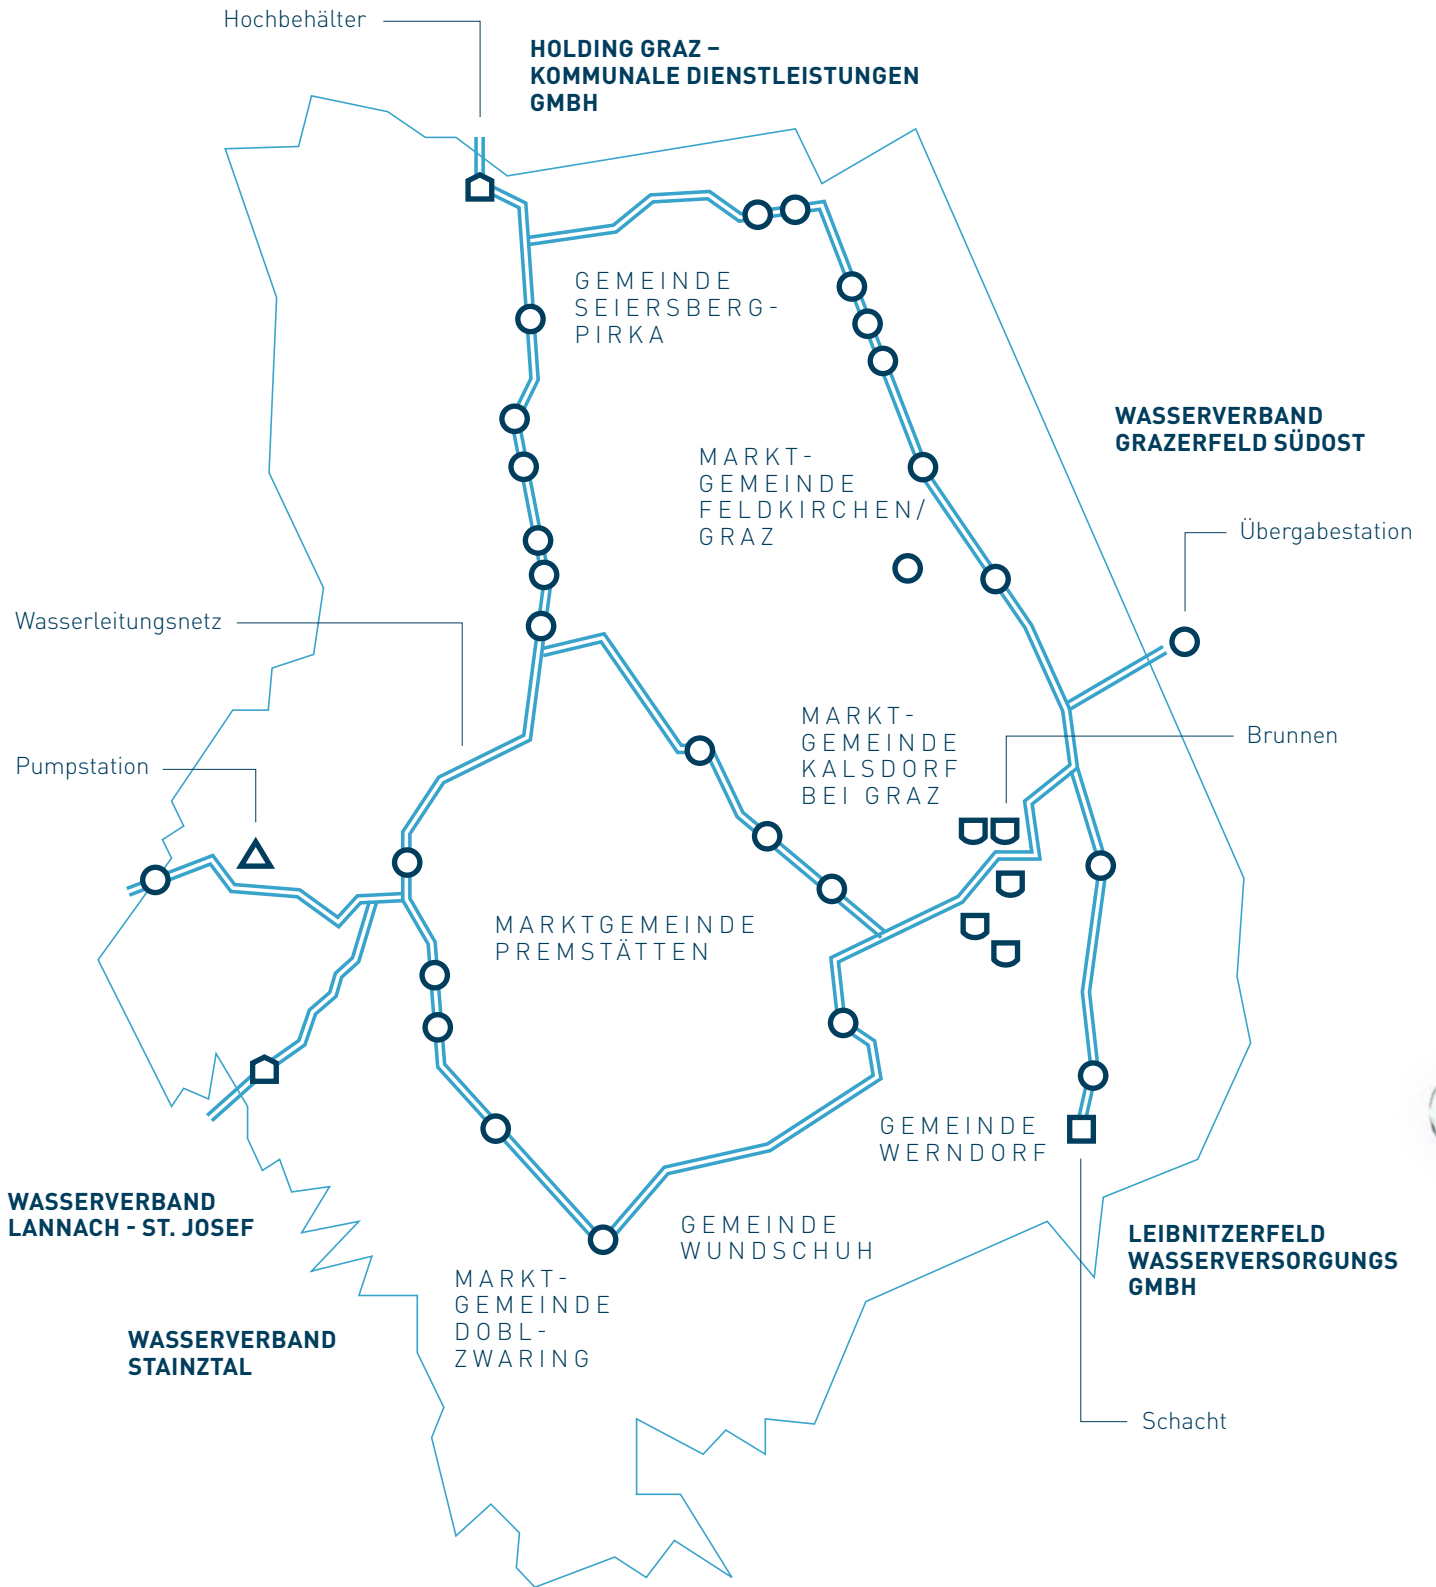 Hochbehälter
HOLDING GRAZ –
KOMMUNALE DIENSTLEISTUNGEN
GMBH
GEMEINDE
SEIERSBERG-
PIRKA
WASSERVERBAND
GRAZERFELD SÜDOST
MARKT-
GEMEINDE
FELDKIRCHEN/
GRAZ
Übergabestation
Wasserleitungsnetz
MARKT-
GEMEINDE
KALSDORF
BEI GRAZ
Brunnen
Pumpstation
MARKTGEMEINDE
PREMSTÄTTEN
GEMEINDE
WERNDORF
WASSERVERBAND
LANNACH - ST. JOSEF
GEMEINDE
WUNDSCHUH
LEIBNITZERFELD
WASSERVERSORGUNGS
GMBH
MARKT-
GEMEINDE
DOBL-
ZWARING
WASSERVERBAND
STAINZTAL
Schacht